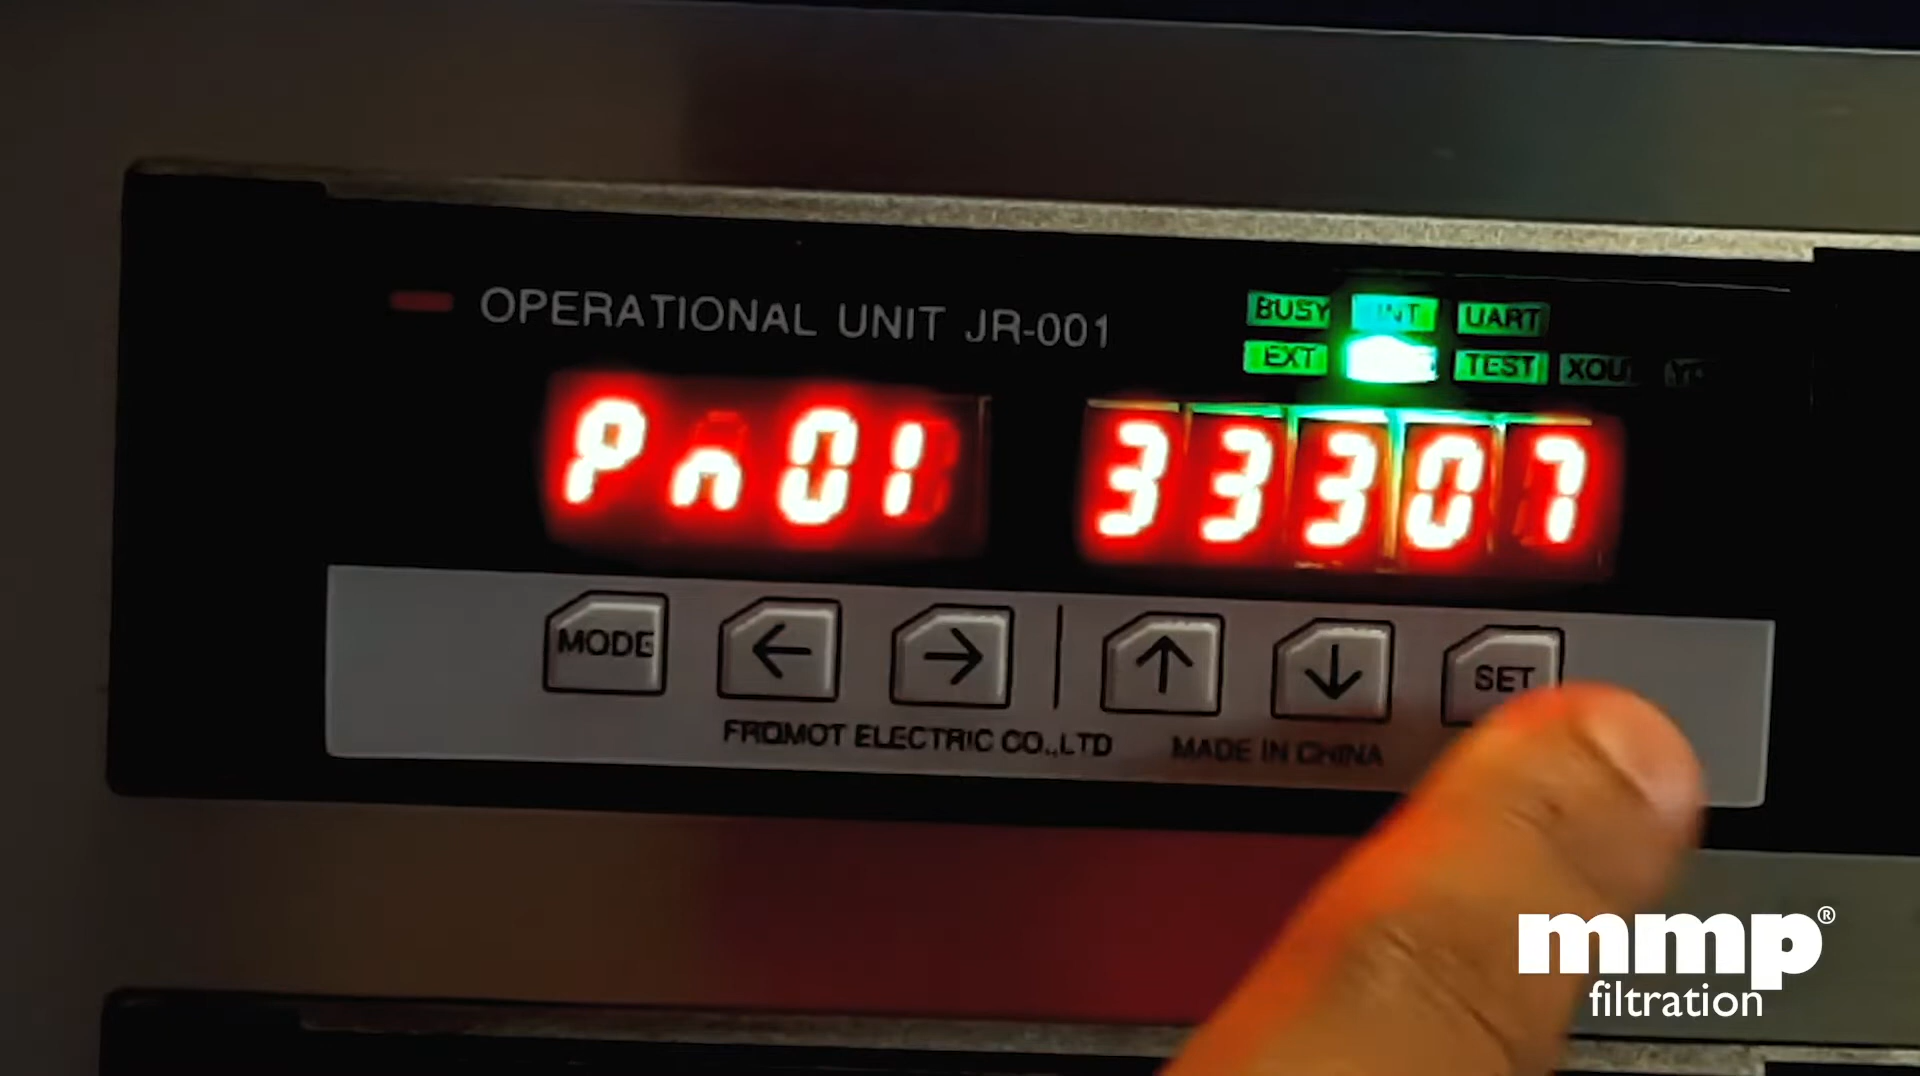 OPERATIONAL UNIT JR-001
BUSY INT UART
EXT TEST
Pn01 33307
MODE ← → ↑ ↓ SET
FROMOT ELECTRIC CO.,LTD MADE IN CHINA
mmp®
filtration